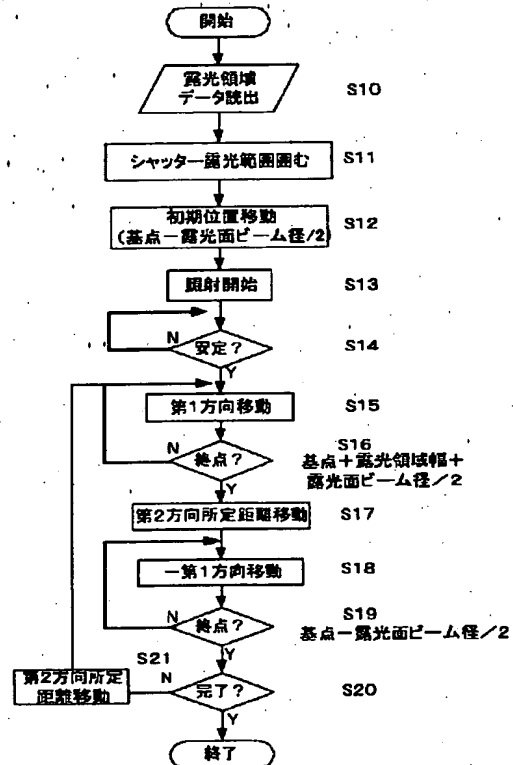 開始
露光領域
データ読出
S10
シャッター露光範囲囲む
S11
初期位置移動
(基点－露光面ビーム径/2)
S12
照射開始
S13
N
安定？
S14
Y
第1方向移動
S15
N
終点？
S16
基点＋露光領域幅＋
露光面ビーム径／2
Y
第2方向所定距離移動
S17
－第1方向移動
S18
N
終点？
S19
基点－露光面ビーム径／2
Y
S21
第2方向所定
距離移動
N
完了？
S20
Y
終了